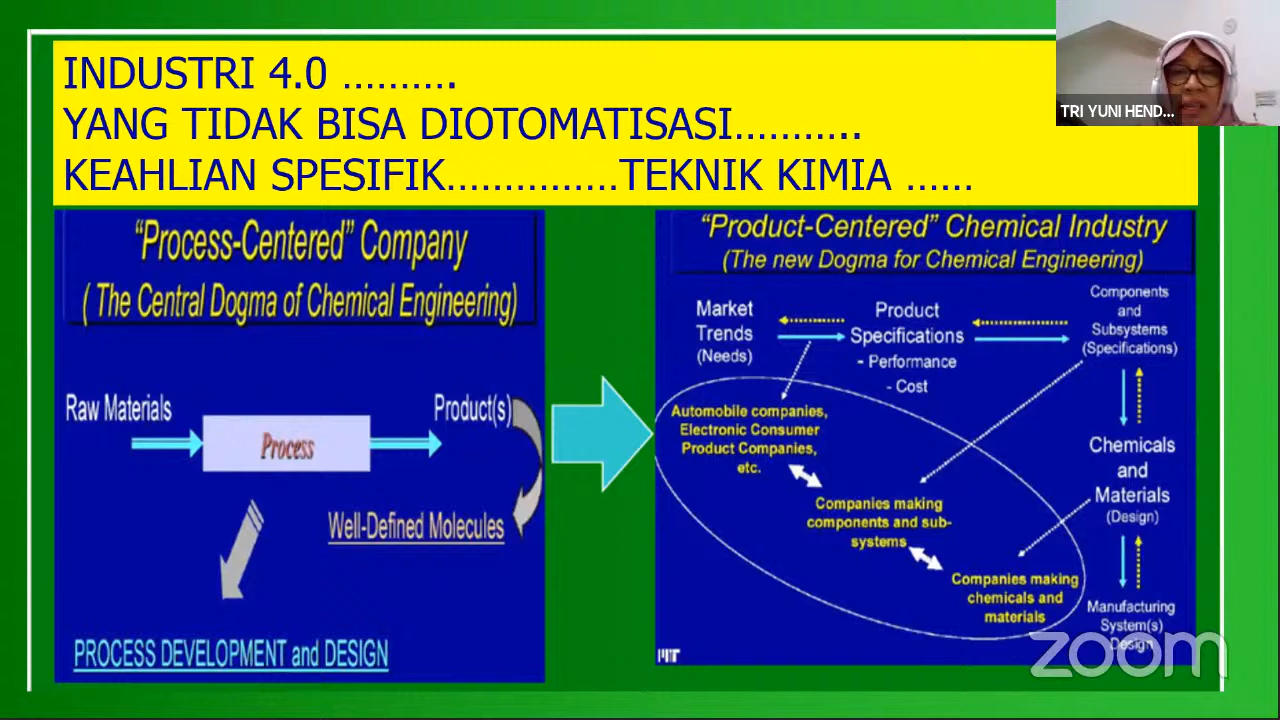 INDUSTRI 4.0 ……….
YANG TIDAK BISA DIOTOMATISASI………..
KEAHLIAN SPESIFIK……………TEKNIK KIMIA ……
TRI YUNI HEND...
“Process-Centered” Company
( The Central Dogma of Chemical Engineering)
Raw Materials
Process
Product(s)
Well-Defined Molecules
PROCESS DEVELOPMENT and DESIGN
“Product-Centered” Chemical Industry
(The new Dogma for Chemical Engineering)
Market
Trends
(Needs)
Product
Specifications
- Performance
- Cost
Components
and
Subsystems
(Specifications)
Automobile companies,
Electronic Consumer
Product Companies,
etc.
Companies making
components and sub-
systems
Companies making
chemicals and
materials
Chemicals
and
Materials
(Design)
Manufacturing
System(s)
Design
MIT
zoom